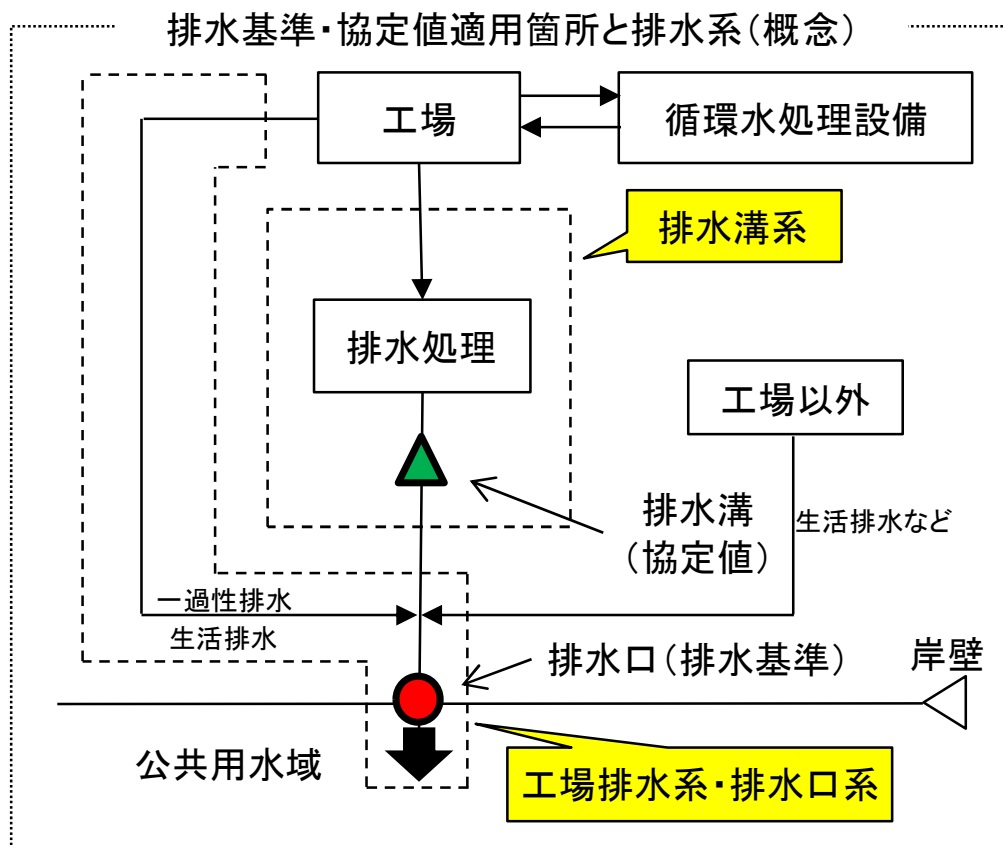 排水基準・協定値適用箇所と排水系(概念)
工場
循環水処理設備
排水溝系
排水処理
工場以外
排水溝
(協定値)
生活排水など
一過性排水
生活排水
排水口(排水基準)
岸壁
公共用水域
工場排水系・排水口系